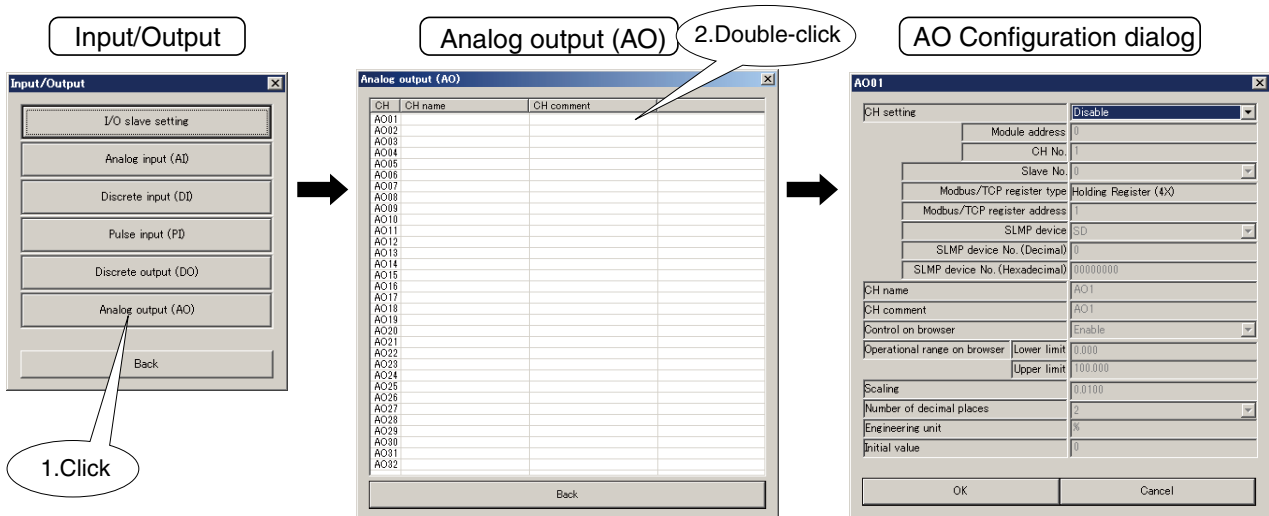 Input/Output
Analog output (AO)
2.Double-click
AO Configuration dialog
Input/Output
I/O slave setting
Analog input (AI)
Discrete input (DI)
Pulse input (PI)
Discrete output (DO)
Analog output (AO)
Back
1.Click
Analog output (AO)
CH CH name CH comment
AO01
AO02
AO03
AO04
AO05
AO06
AO07
AO08
AO09
AO10
AO11
AO12
AO13
AO14
AO15
AO16
AO17
AO18
AO19
AO20
AO21
AO22
AO23
AO24
AO25
AO26
AO27
AO28
AO29
AO30
AO31
AO32
Back
AO01
CH setting Disable
Module address 0
CH No. 1
Slave No. 0
Modbus/TCP register type Holding Register (4X)
Modbus/TCP register address 1
SLMP device SD
SLMP device No. (Decimal) 0
SLMP device No. (Hexadecimal) 00000000
CH name AO1
CH comment AO1
Control on browser Enable
Operational range on browser Lower limit 0.000
Upper limit 100.000
Scaling 0.0100
Number of decimal places 2
Engineering unit %
Initial value 0
OK Cancel